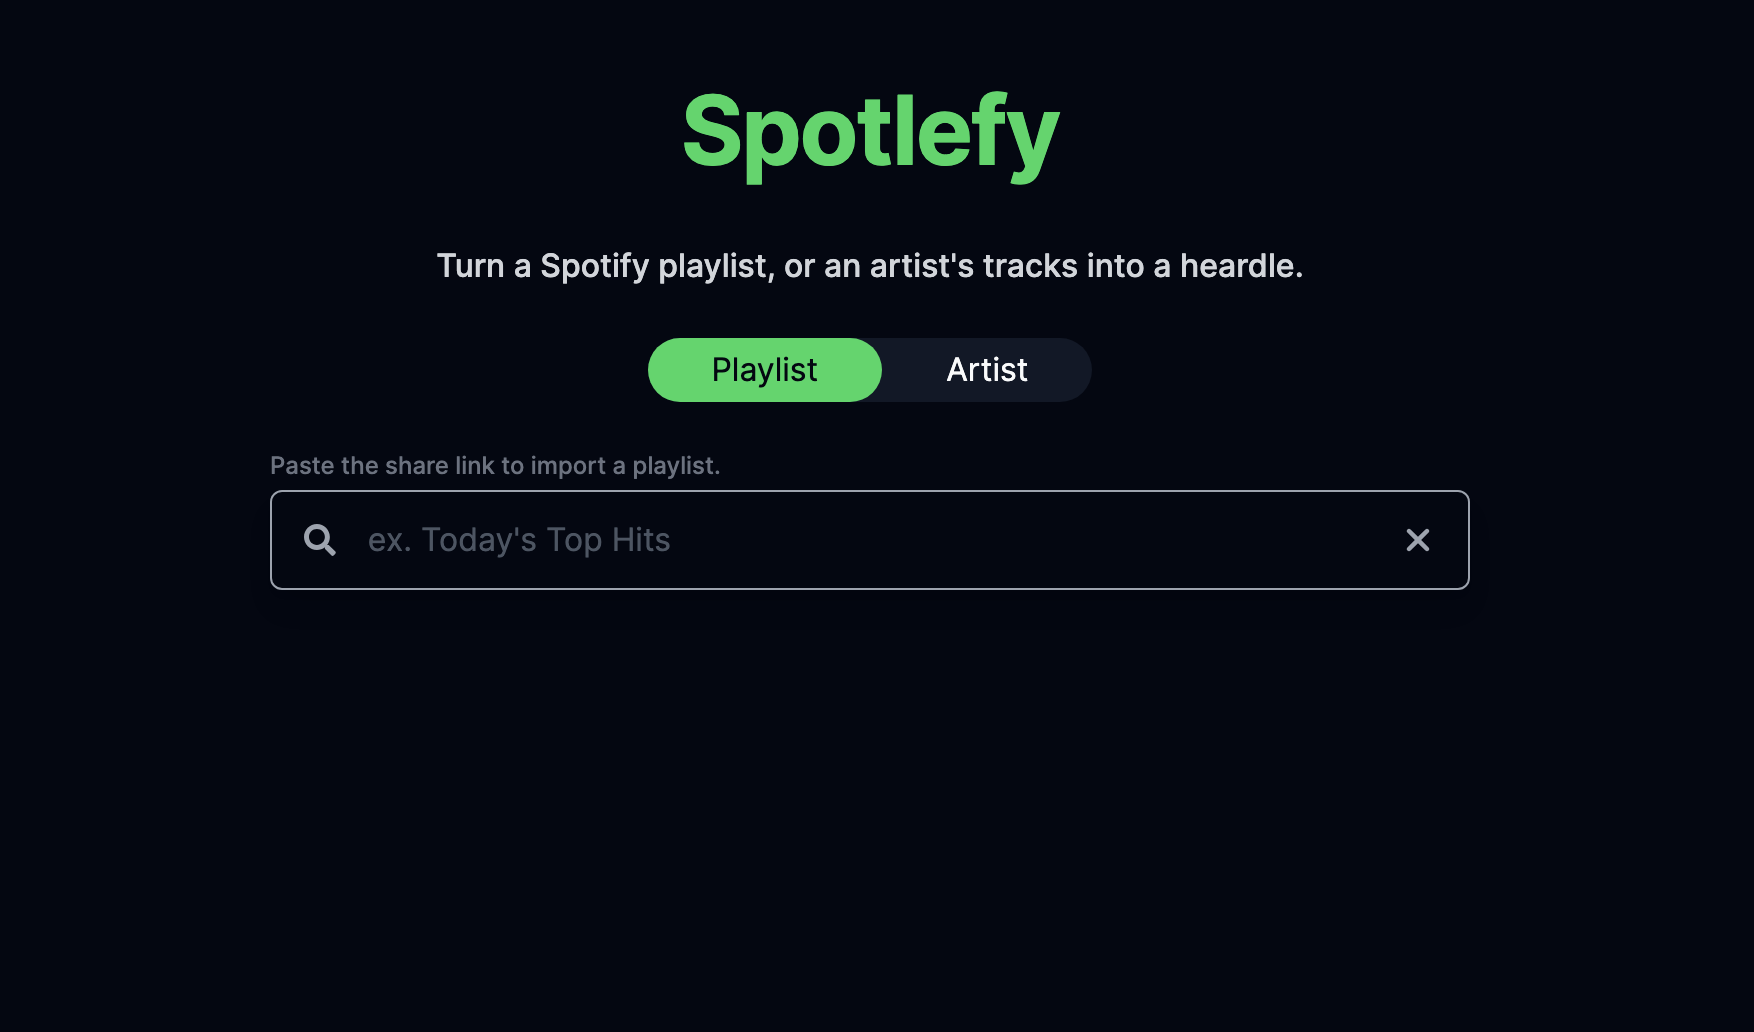 Spotlefy
Turn a Spotify playlist, or an artist's tracks into a heardle.
Playlist Artist
Paste the share link to import a playlist.
ex. Today's Top Hits